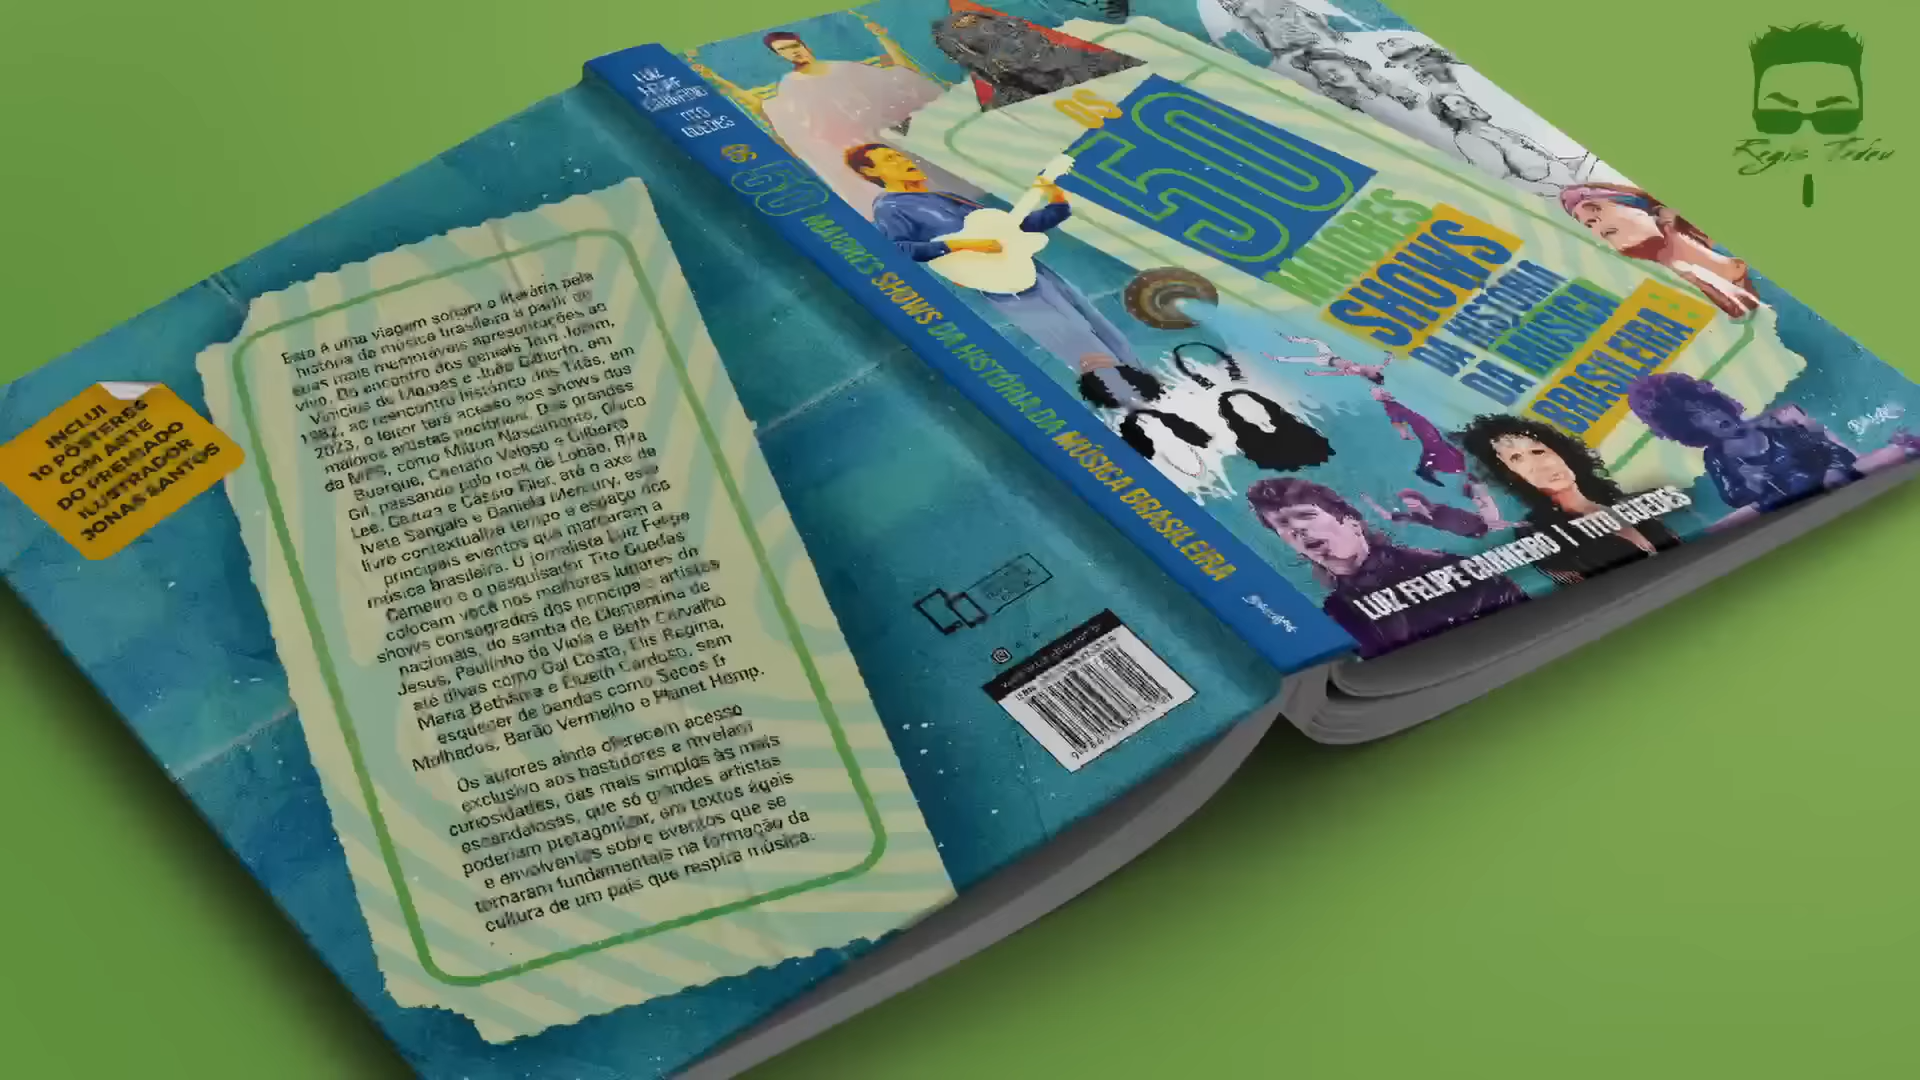 INCLUI
10 PÔSTERES
COM ARTE
DO PREMIADO
ILUSTRADOR
JONAS SANTOS
Esta é uma viagem sonora e literária pela
história da música brasileira a partir de
suas mais memoráveis apresentações ao
vivo. Do encontro dos geniais Tom Jobim,
Vinicius de Moraes e João Gilberto, em
1962, ao reencontro histórico dos Titãs, em
2023, o leitor terá acesso aos shows dos
maiores artistas nacionais. Dos grandes
da MPB, como Milton Nascimento, Chico
Buarque, Caetano Veloso e Gilberto
Gil, passando pelo rock de Lobão, Rita
Lee, Cazuza e Cássia Eller, até o axé de
Ivete Sangalo e Daniela Mercury, este
livro contextualiza tempo e espaço dos
principais eventos que marcaram a
música brasileira. O jornalista Luiz Felipe
Carneiro e o pesquisador Tito Guedes
colocam você nos melhores lugares de
shows consagrados dos principais artistas
nacionais, do samba de Clementina de
Jesus, Paulinho da Viola e Beth Carvalho
até divas como Gal Costa, Elis Regina,
Maria Bethânia e Elizeth Cardoso, sem
esquecer de bandas como Secos &
Molhados, Barão Vermelho e Planet Hemp.
Os autores ainda oferecem acesso
exclusivo aos bastidores e revelam
curiosidades, das mais simples às mais
escandalosas, que só grandes artistas
poderiam protagonizar, em textos ágeis
e envolventes sobre eventos que se
tornaram fundamentais na formação da
cultura de um país que respira música.
LUIZ
FELIPE
CARNEIRO
TITO
GUEDES
OS 50 MAIORES SHOWS DA HISTÓRIA DA MÚSICA BRASILEIRA
OS
50
MAIORES
SHOWS
DA HISTÓRIA
DA MÚSICA
BRASILEIRA
LUIZ FELIPE CARNEIRO | TITO GUEDES
Regis Tadeu